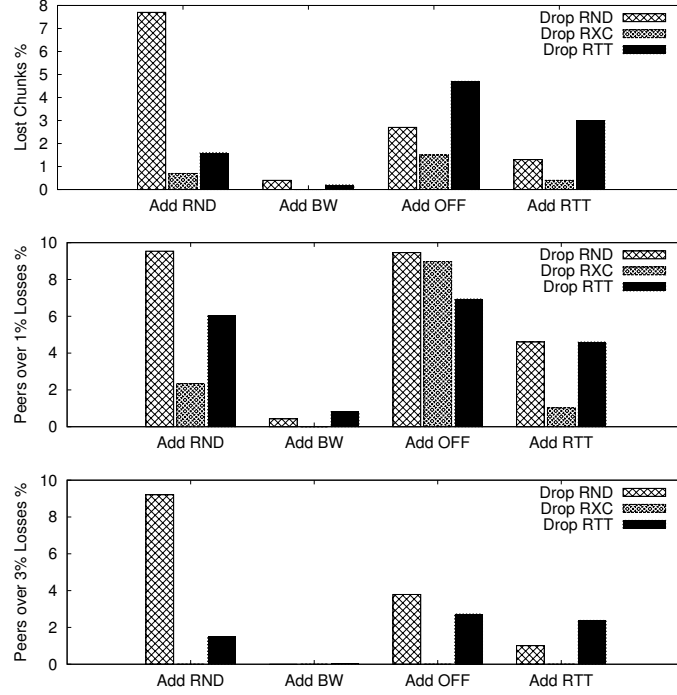 Lost Chunks %
8
7
6
5
4
3
2
1
0
Drop RND
Drop RXC
Drop RTT
Add RND Add BW Add OFF Add RTT
Peers over 1% Losses %
10
8
6
4
2
0
Drop RND
Drop RXC
Drop RTT
Add RND Add BW Add OFF Add RTT
Peers over 3% Losses %
10
8
6
4
2
0
Drop RND
Drop RXC
Drop RTT
Add RND Add BW Add OFF Add RTT